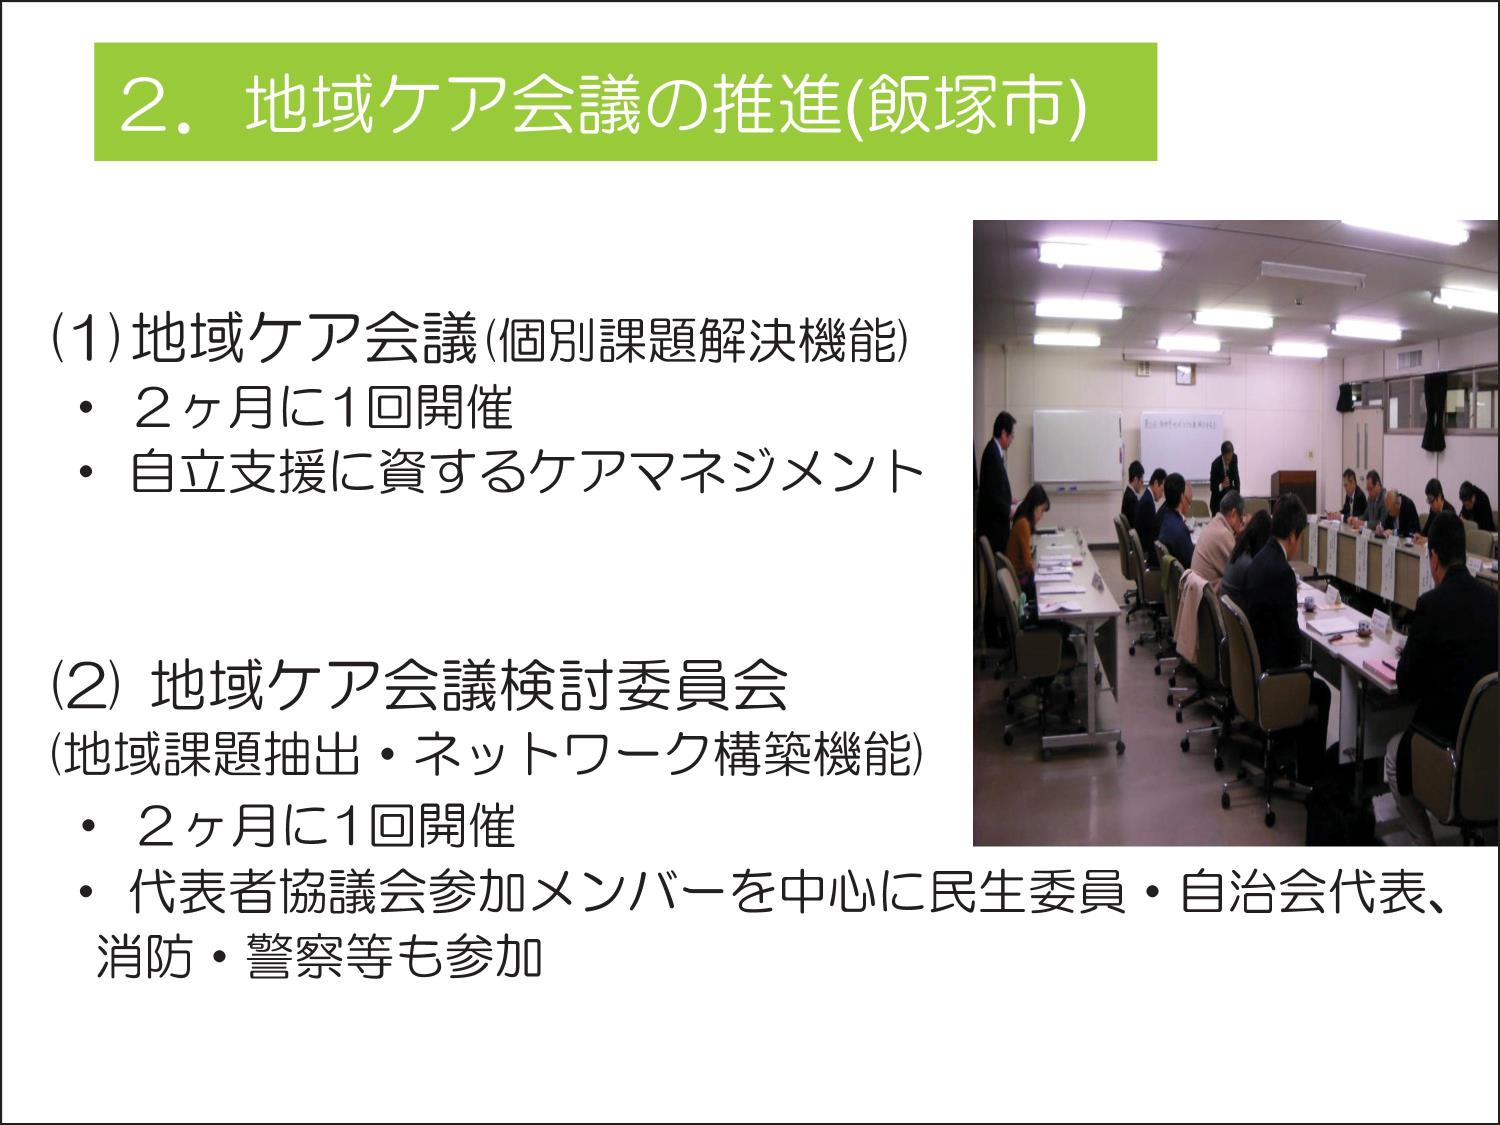 ２．地域ケア会議の推進(飯塚市)
(1)地域ケア会議(個別課題解決機能)
• ２ヶ月に1回開催
• 自立支援に資するケアマネジメント
(2) 地域ケア会議検討委員会
(地域課題抽出・ネットワーク構築機能)
• ２ヶ月に1回開催
• 代表者協議会参加メンバーを中心に民生委員・自治会代表、
消防・警察等も参加